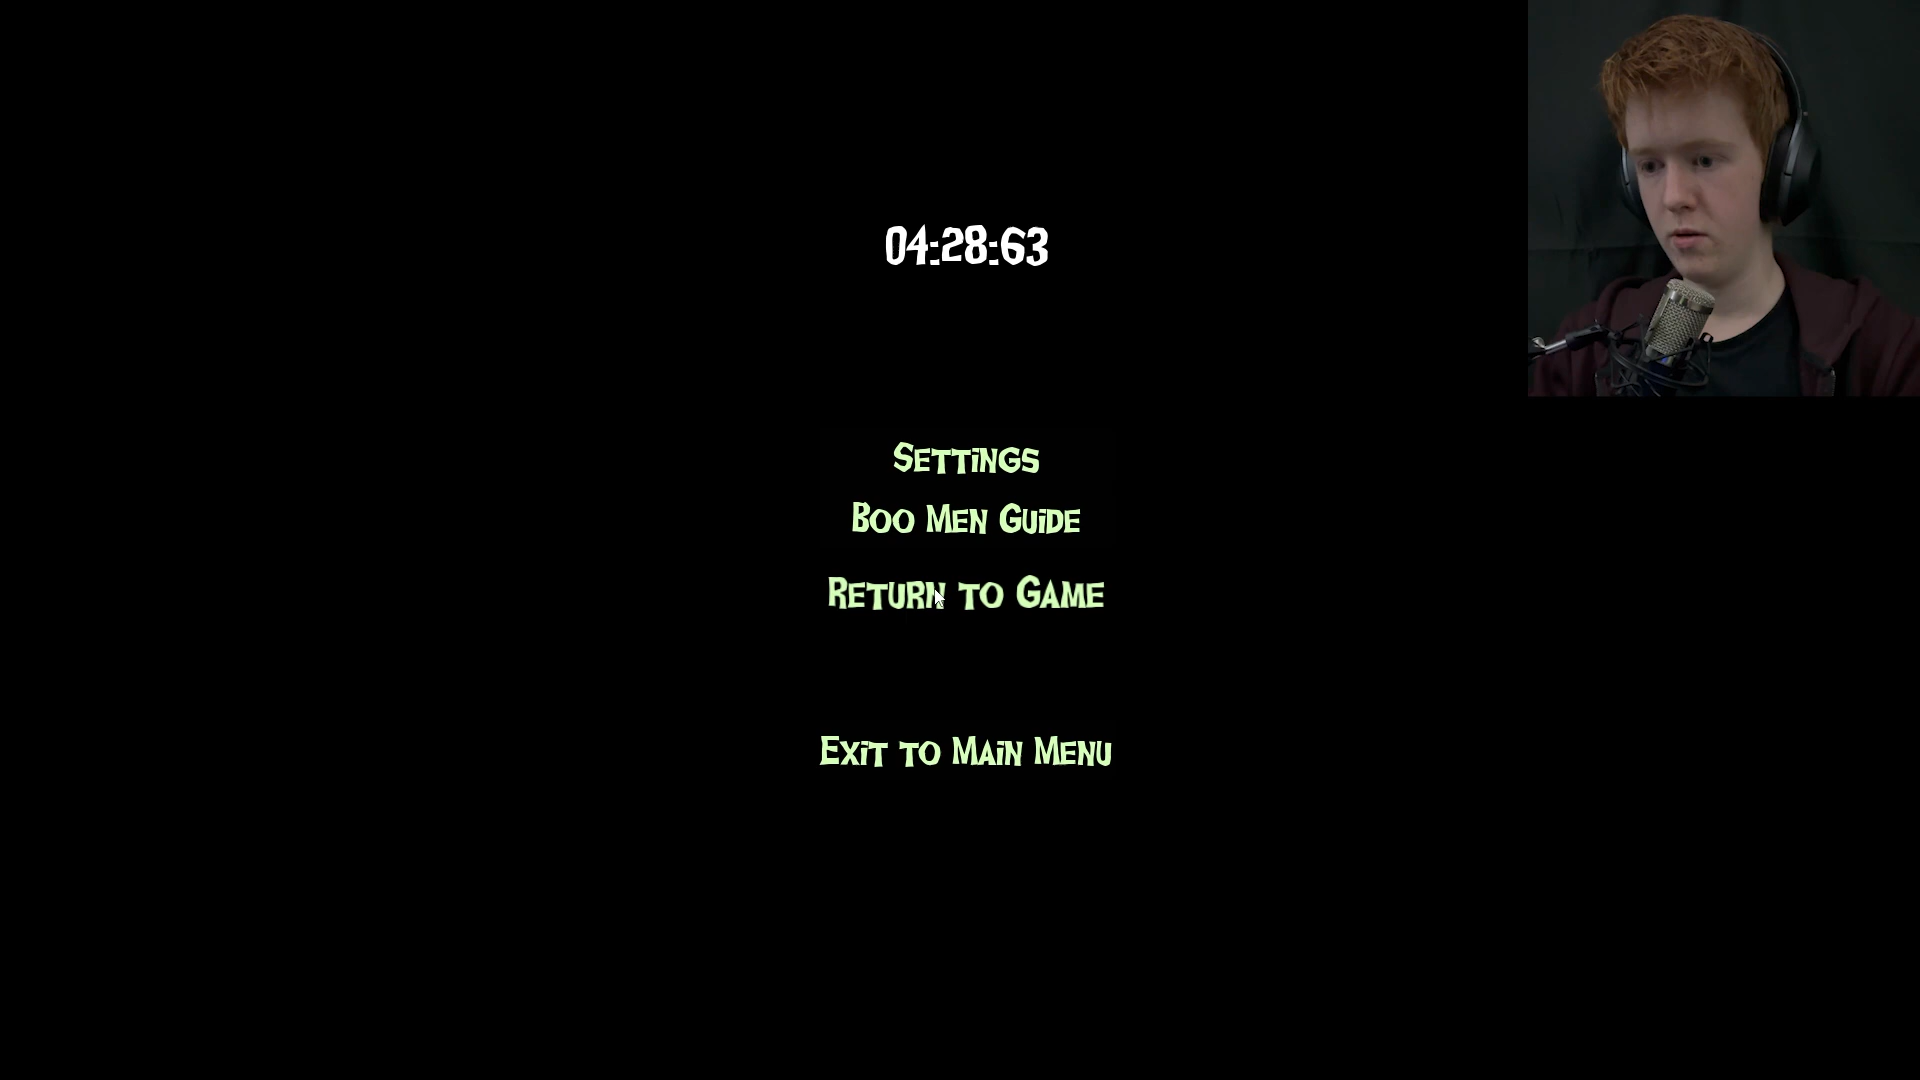 04:28:63
Settings
Boo Men Guide
Return to Game
Exit to Main Menu